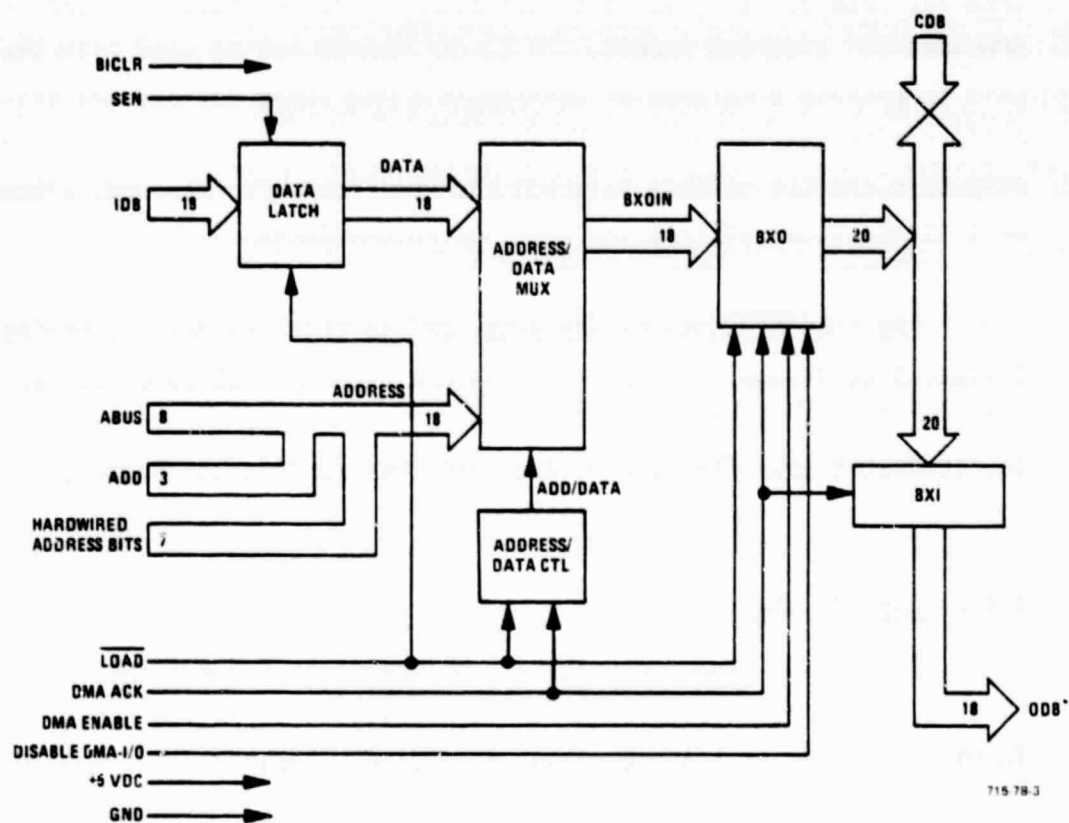 CDB
BICLR
SEN
IDB
18
DATA LATCH
DATA
18
ADDRESS/
DATA
MUX
BXOIN
18
BXO
20
ABUS
8
ADDRESS
18
ADD
3
HARDWIRED
ADDRESS BITS
7
ADD/DATA
ADDRESS/
DATA CTL
20
BXI
LOAD
DMA ACK
DMA ENABLE
DISABLE DMA-I/O
+5 VDC
GND
18
ODB*
715-78-3